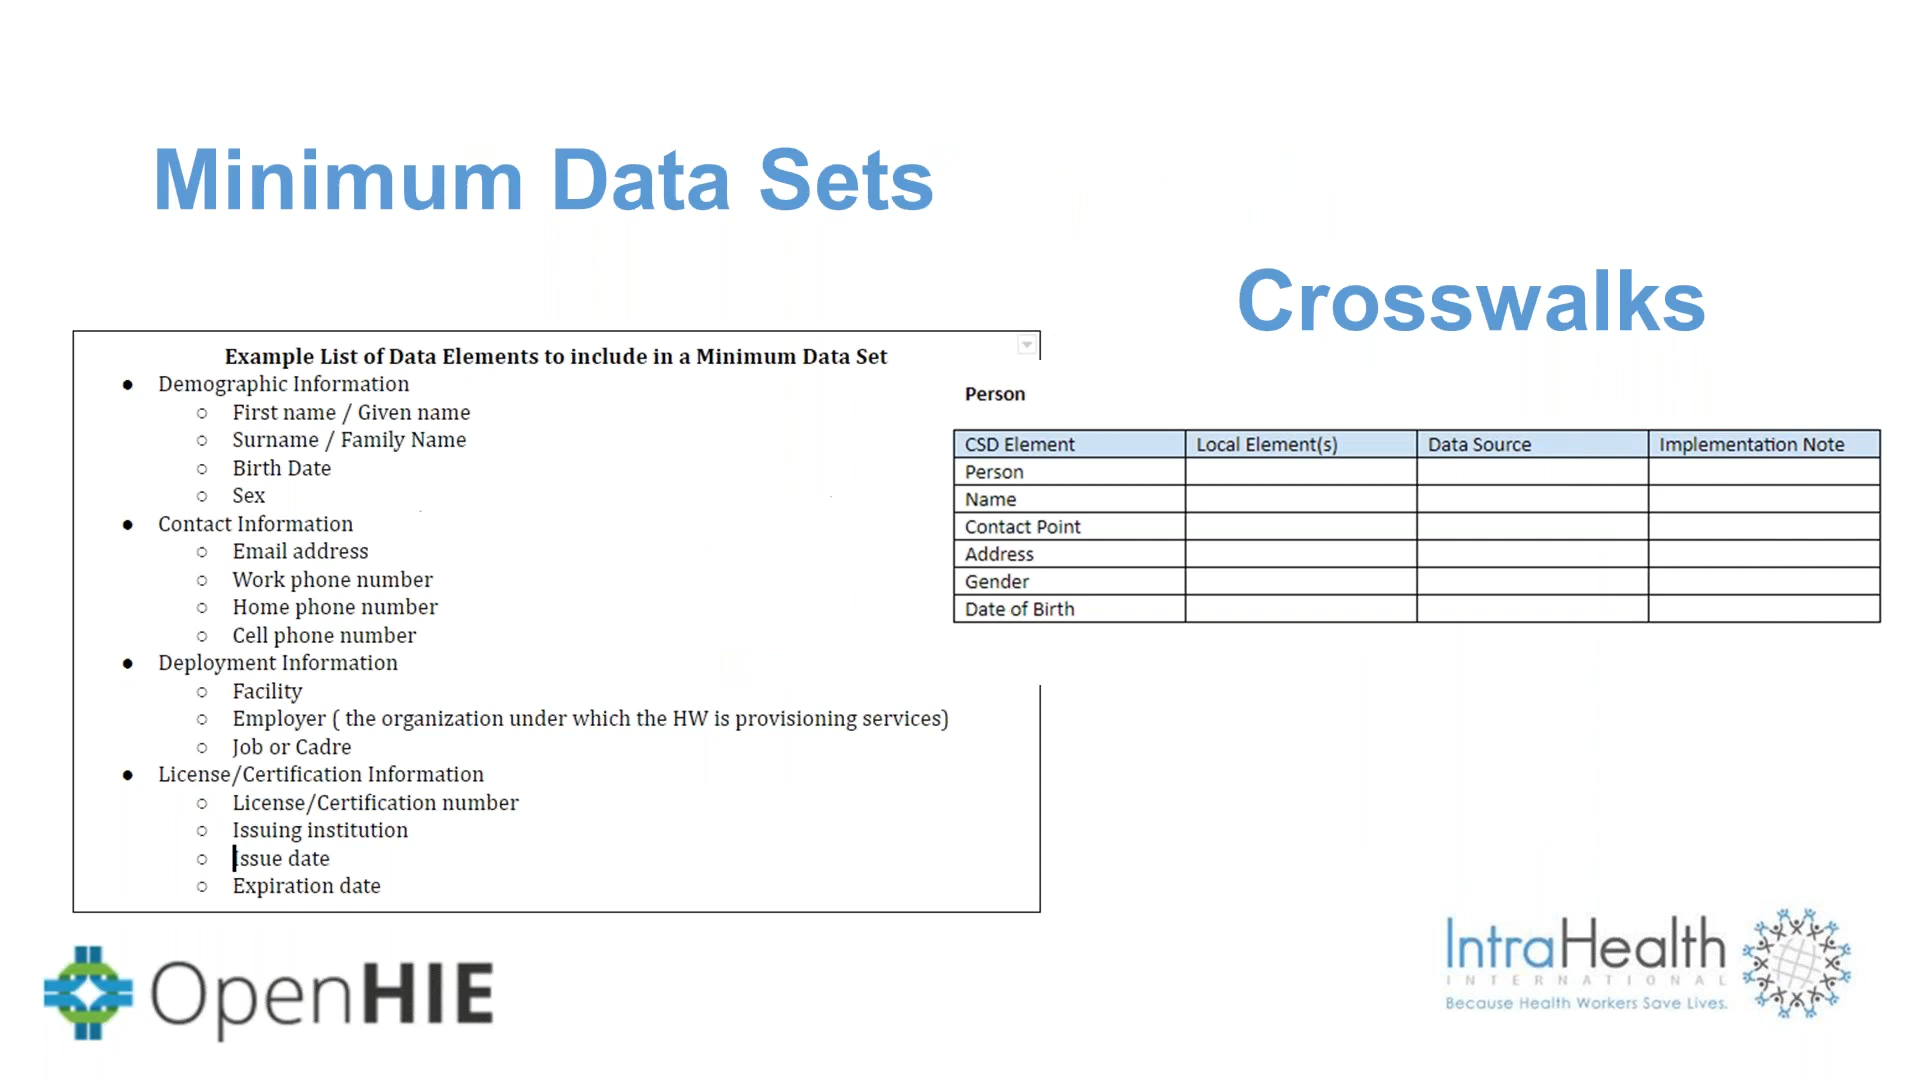 Minimum Data Sets
Crosswalks
Example List of Data Elements to include in a Minimum Data Set
● Demographic Information
○ First name / Given name
○ Surname / Family Name
○ Birth Date
○ Sex
● Contact Information
○ Email address
○ Work phone number
○ Home phone number
○ Cell phone number
● Deployment Information
○ Facility
○ Employer ( the organization under which the HW is provisioning services)
○ Job or Cadre
● License/Certification Information
○ License/Certification number
○ Issuing institution
○ Issue date
○ Expiration date
Person
CSD Element Local Element(s) Data Source Implementation Note
Person
Name
Contact Point
Address
Gender
Date of Birth
OpenHIE
IntraHealth
INTERNATIONAL
Because Health Workers Save Lives.